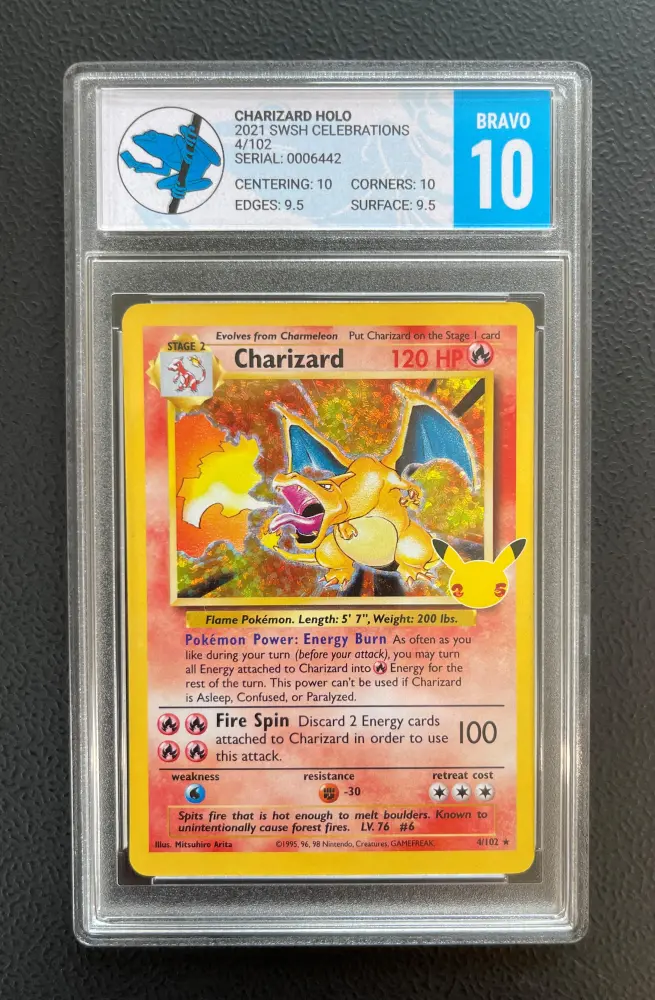 CHARIZARD HOLO
2021 SWSH CELEBRATIONS
4/102
SERIAL: 0006442
CENTERING: 10 CORNERS: 10
EDGES: 9.5 SURFACE: 9.5
BRAVO
10
Evolves from Charmeleon Put Charizard on the Stage 1 card
STAGE 2
Charizard 120 HP
25
Flame Pokémon. Length: 5' 7", Weight: 200 lbs.
Pokémon Power: Energy Burn As often as you
like during your turn (before your attack), you may turn
all Energy attached to Charizard into Energy for the
rest of the turn. This power can't be used if Charizard
is Asleep, Confused, or Paralyzed.
Fire Spin Discard 2 Energy cards
attached to Charizard in order to use 100
this attack.
weakness resistance retreat cost
-30
Spits fire that is hot enough to melt boulders. Known to
unintentionally cause forest fires. LV. 76 #6
Illus. Mitsuhiro Arita ©1995, 96, 98 Nintendo, Creatures, GAMEFREAK. 4/102 ★